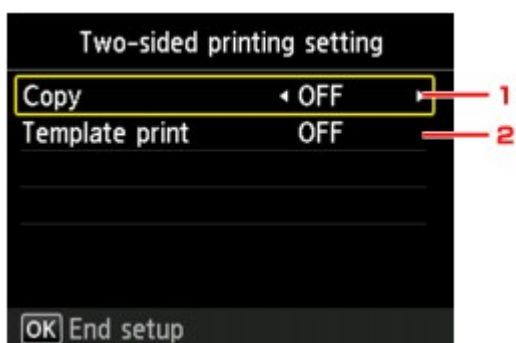 Two-sided printing setting
Copy OFF 1
Template print OFF 2
OK End setup